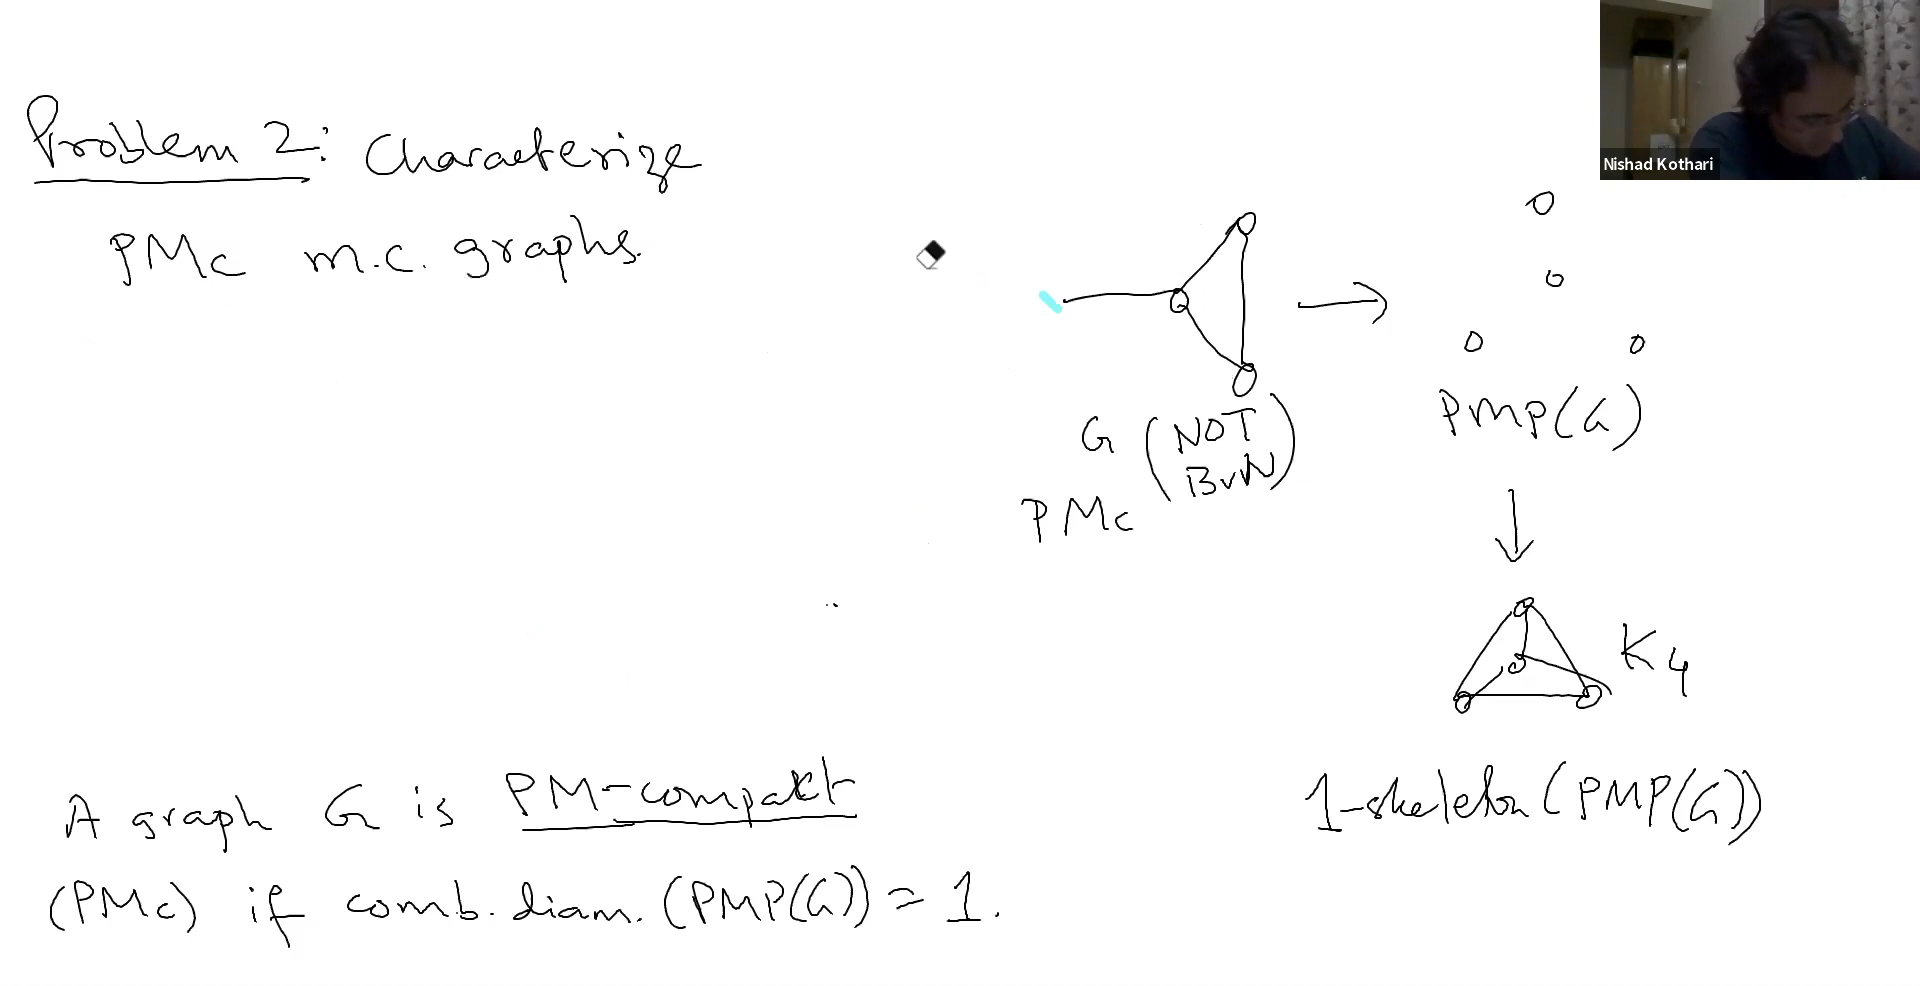 Problem 2: Characterize
PMc m.c. graphs.
Nishad Kothari
G (NOT
BvN)
PMc
PMP(G)
K4
1-skeleton (PMP(G))
A graph G is PM-compact
(PMc) if comb. diam. (PMP(G)) = 1.